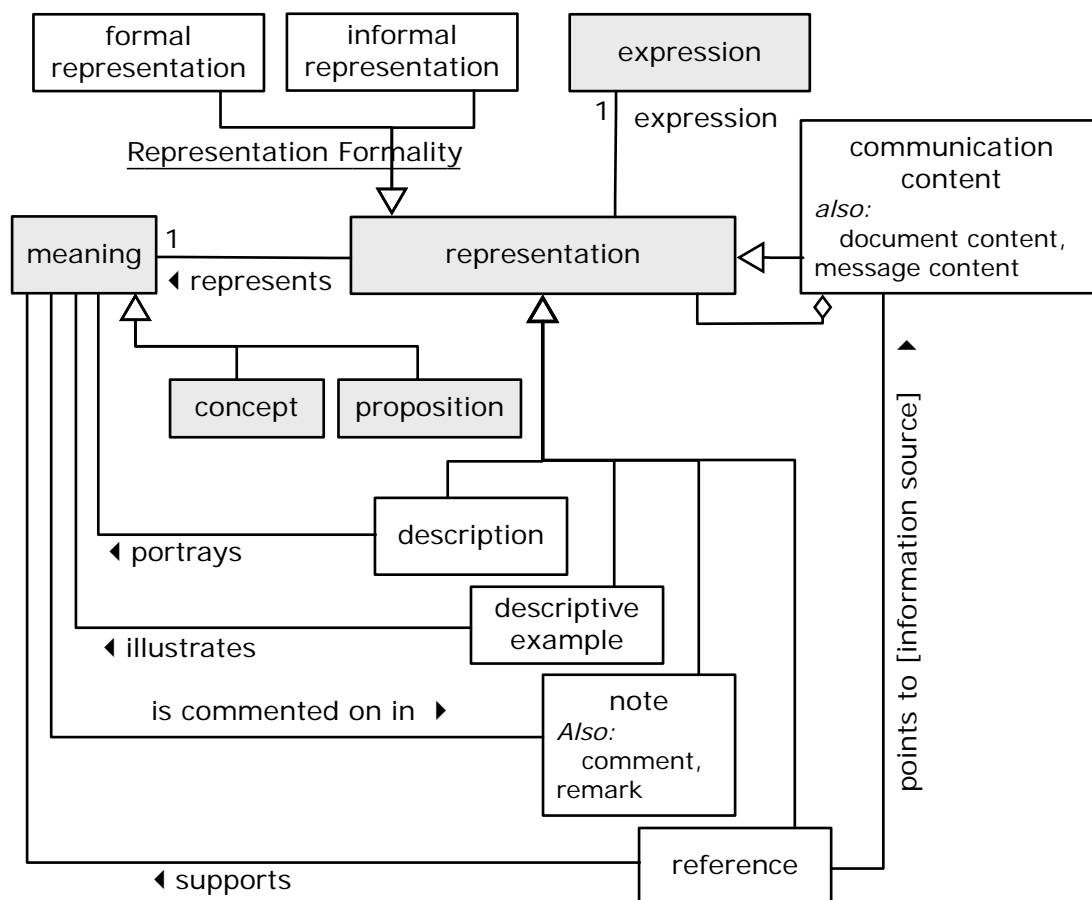 formal
representation
informal
representation
expression
1
expression
Representation Formality
communication
content
also:
document content,
message content
meaning
1
representation
◀ represents
concept
proposition
description
◀ portrays
descriptive
example
◀ illustrates
is commented on in ▶
note
Also:
comment,
remark
points to [information source] ▶
reference
◀ supports